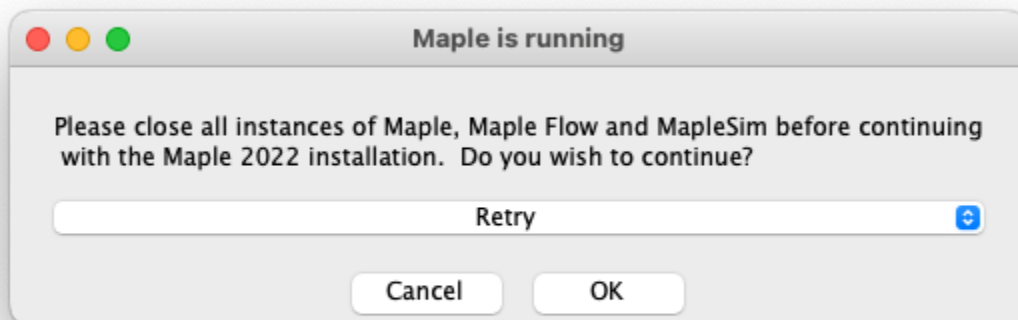 Maple is running
Please close all instances of Maple, Maple Flow and MapleSim before continuing
with the Maple 2022 installation.  Do you wish to continue?
Retry
Cancel
OK